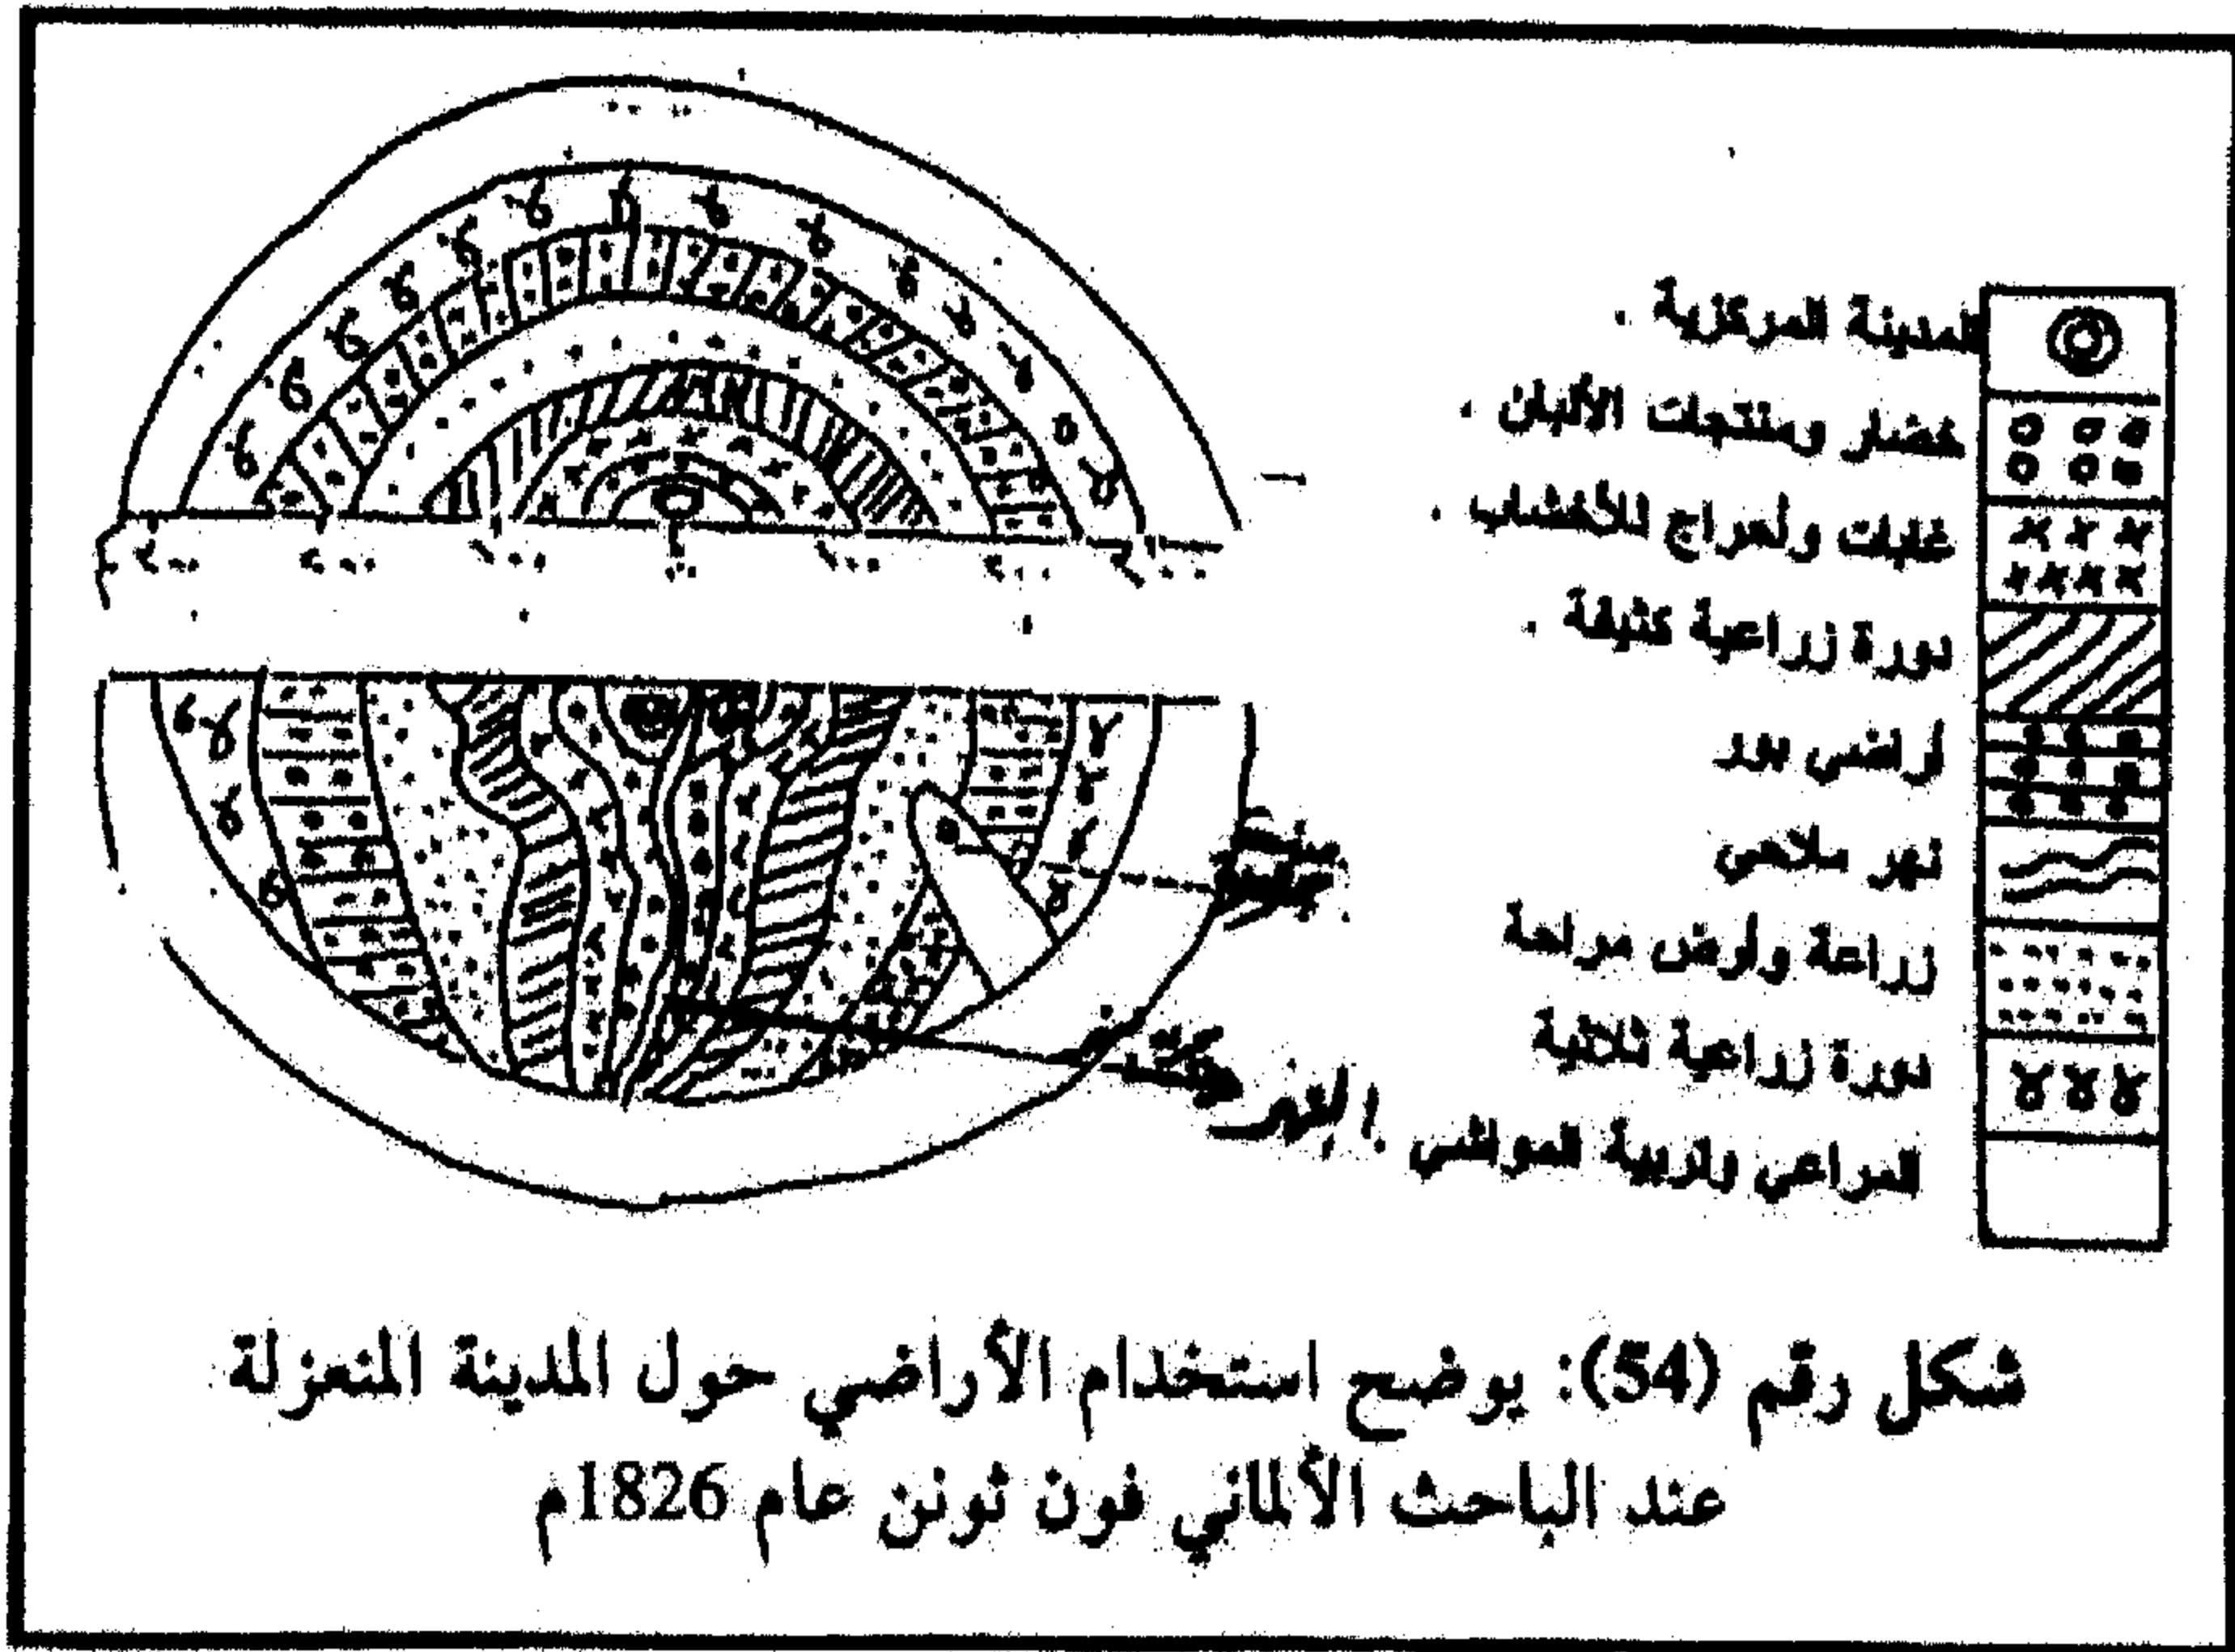 المدينة المركزية .
خضار ومنتجات الألبان .
غابات وأحراج للأخشاب .
دورة زراعية كثيفة .
أراضي بور
نهر ملاحي
زراعة وأرض مراحة
دورة زراعية ثلاثية
المراعي وتربية المواشي
النهر
شكل رقم (54): يوضح استخدام الأراضي حول المدينة المنعزلة
عند الباحث الألماني فون ثونن عام 1826م